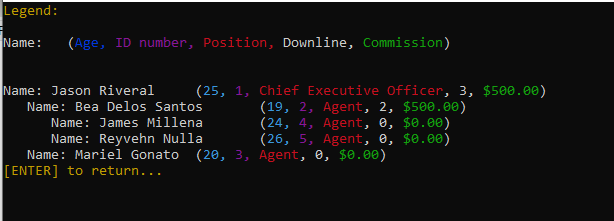 Legend:
Name:   (Age, ID number, Position, Downline, Commission)
Name: Jason Riveral     (25, 1, Chief Executive Officer, 3, $500.00)
   Name: Bea Delos Santos       (19, 2, Agent, 2, $500.00)
      Name: James Millena       (24, 4, Agent, 0, $0.00)
      Name: Reyvehn Nulla       (26, 5, Agent, 0, $0.00)
   Name: Mariel Gonato  (20, 3, Agent, 0, $0.00)
[ENTER] to return...